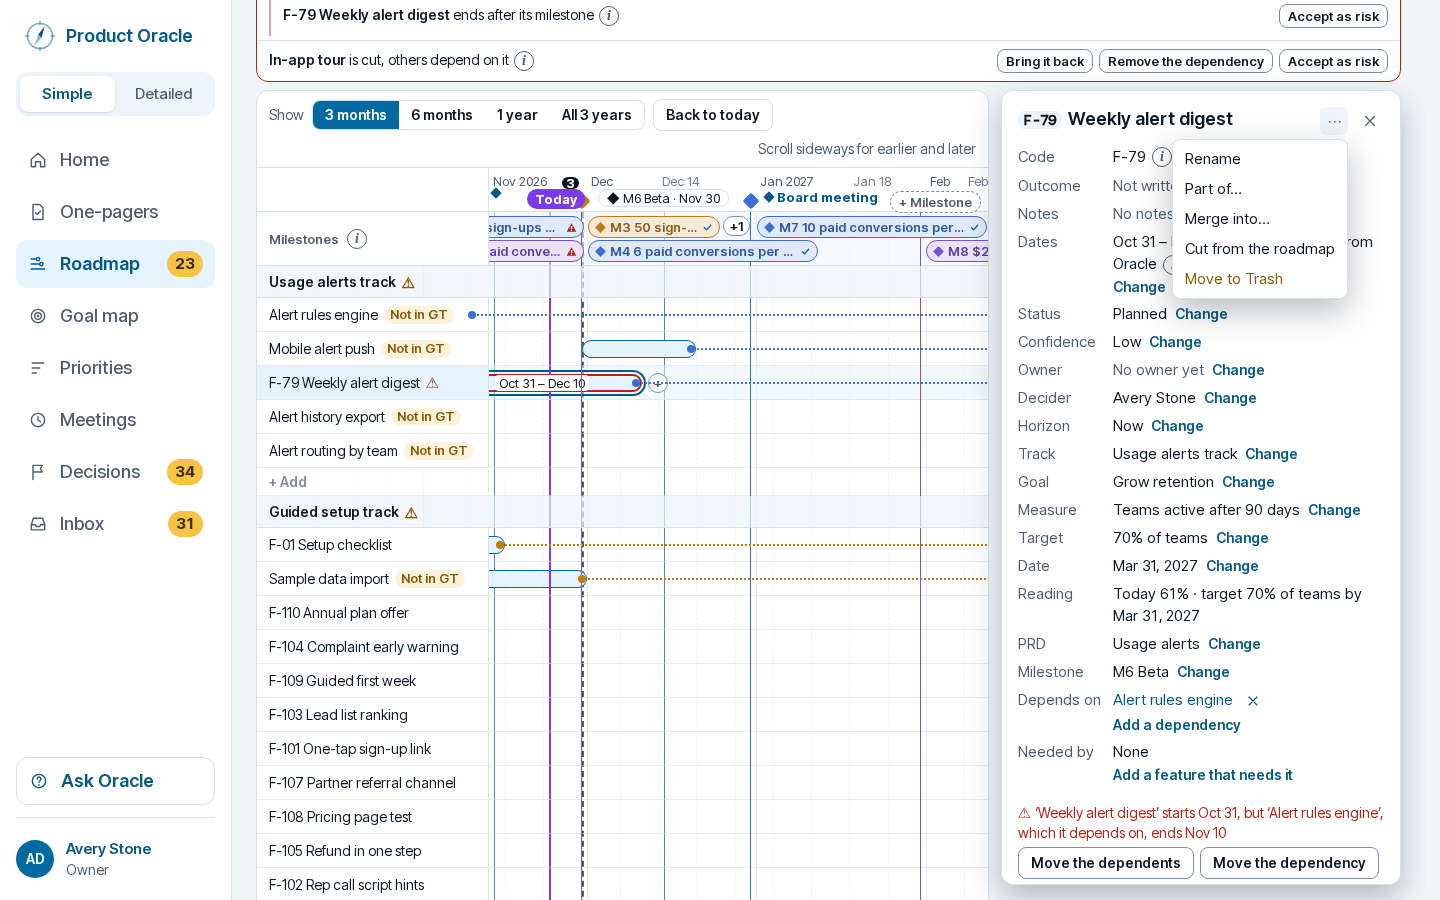 Product Oracle
Simple
Detailed
Home
One-pagers
Roadmap 23
Goal map
Priorities
Meetings
Decisions 34
Inbox 31
Ask Oracle
AD
Avery Stone
Owner
F-79 Weekly alert digest ends after its milestone i
Accept as risk
In-app tour is cut, others depend on it i
Bring it back
Remove the dependency
Accept as risk
Show
3 months
6 months
1 year
All 3 years
Back to today
Scroll sideways for earlier and later
Nov 2026
3
Dec
Dec 14
Jan 2027
Jan 18
Feb
Feb
Today
M6 Beta · Nov 30
Board meeting
+ Milestone
Milestones i
sign-ups ...
M3 50 sign-...
+1
M7 10 paid conversions per...
aid conve...
M4 6 paid conversions per ...
M8 $2
Usage alerts track
Alert rules engine Not in GT
Mobile alert push Not in GT
F-79 Weekly alert digest
Oct 31 – Dec 10
+
Alert history export Not in GT
Alert routing by team Not in GT
+ Add
Guided setup track
F-01 Setup checklist
Sample data import Not in GT
F-110 Annual plan offer
F-104 Complaint early warning
F-109 Guided first week
F-103 Lead list ranking
F-101 One-tap sign-up link
F-107 Partner referral channel
F-108 Pricing page test
F-105 Refund in one step
F-102 Rep call script hints
F-79 Weekly alert digest
...
Rename
Part of...
Merge into...
Cut from the roadmap
Move to Trash
Code F-79 i
Outcome Not writte
Notes No notes
Dates Oct 31 – rom
Oracle
Change
Status Planned Change
Confidence Low Change
Owner No owner yet Change
Decider Avery Stone Change
Horizon Now Change
Track Usage alerts track Change
Goal Grow retention Change
Measure Teams active after 90 days Change
Target 70% of teams Change
Date Mar 31, 2027 Change
Reading Today 61% · target 70% of teams by
Mar 31, 2027
PRD Usage alerts Change
Milestone M6 Beta Change
Depends on Alert rules engine
Add a dependency
Needed by None
Add a feature that needs it
‘Weekly alert digest’ starts Oct 31, but ‘Alert rules engine’,
which it depends on, ends Nov 10
Move the dependents
Move the dependency